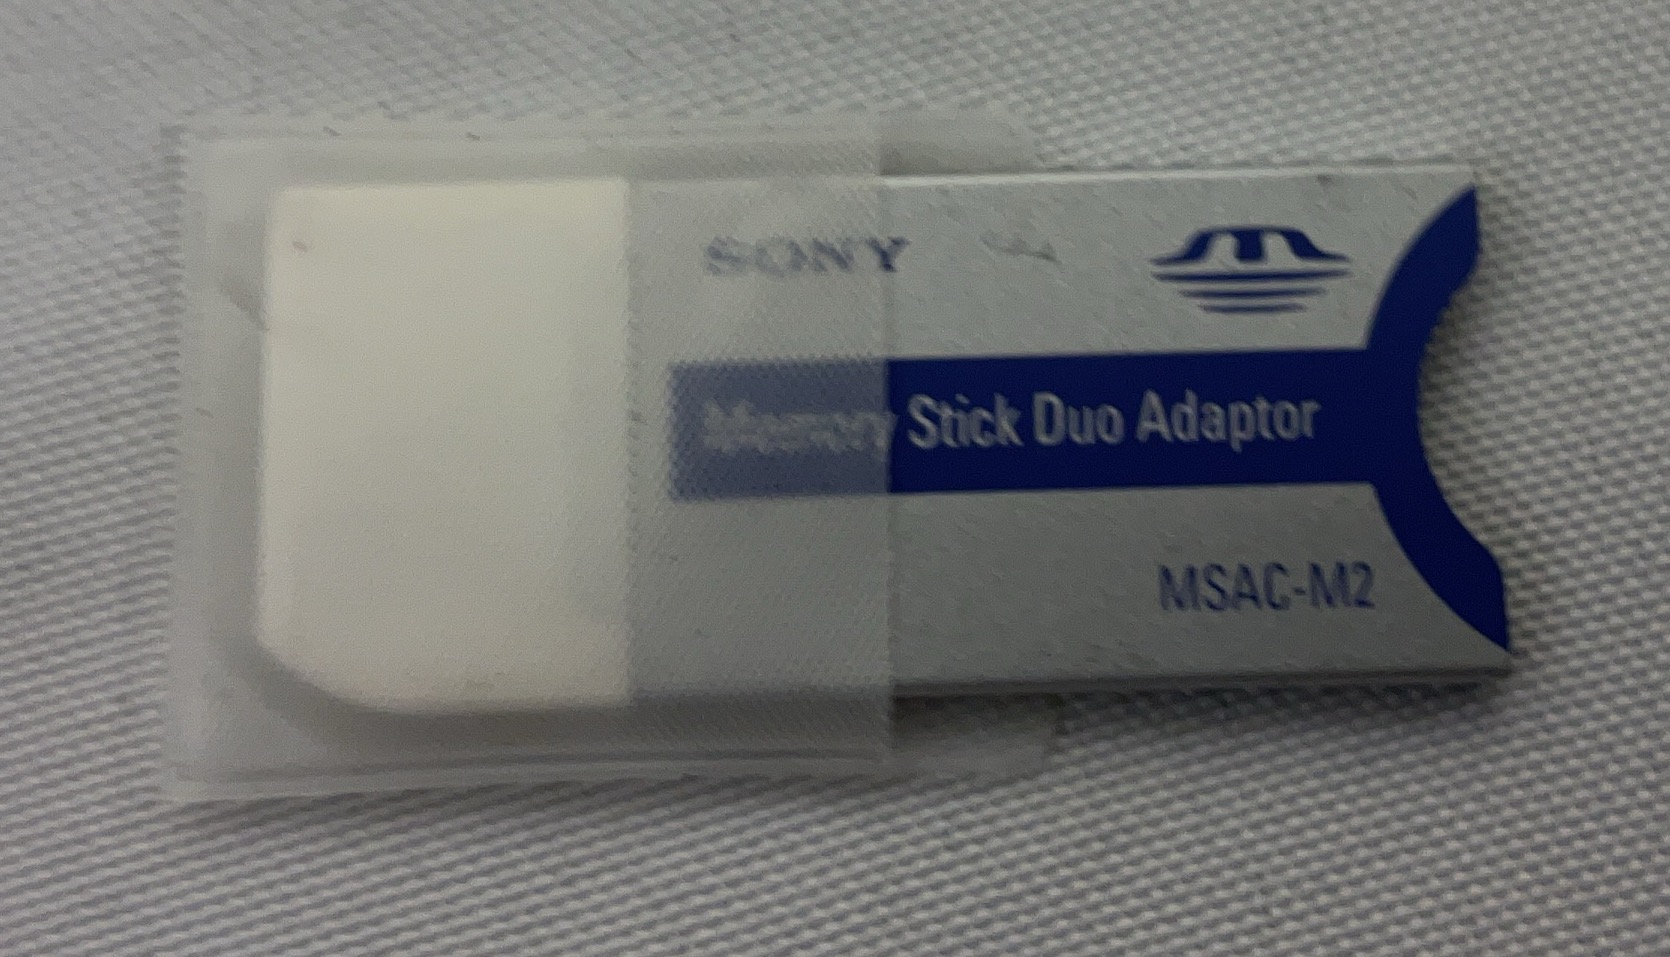 SONY
Memory Stick Duo Adaptor
MSAC-M2